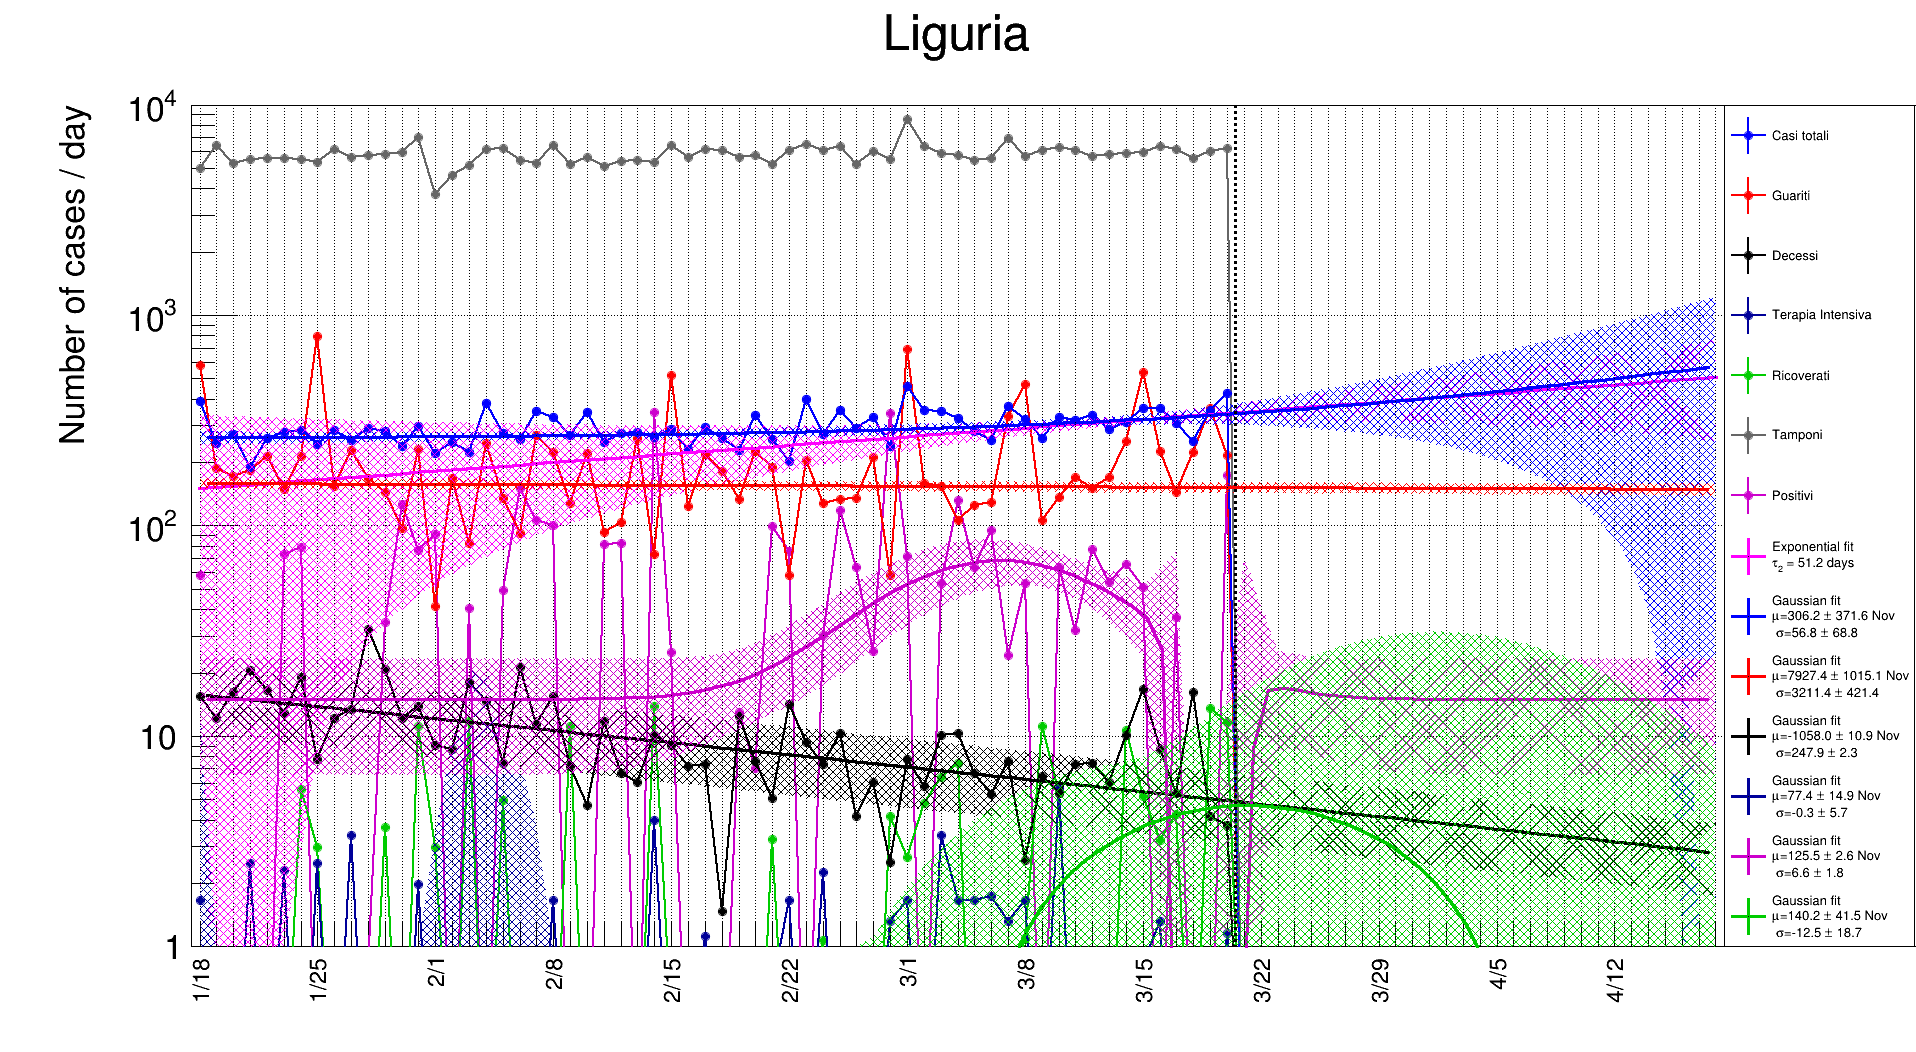 Liguria
Number of cases / day
10⁴
10³
10²
10
1
1/18
1/25
2/1
2/8
2/15
2/22
3/1
3/8
3/15
3/22
3/29
4/5
4/12
Casi totali
Guariti
Decessi
Terapia Intensiva
Ricoverati
Tamponi
Positivi
Exponential fit
τ₂ = 51.2 days
Gaussian fit
μ=306.2 ± 371.6 Nov
σ=56.8 ± 68.8
Gaussian fit
μ=7927.4 ± 1015.1 Nov
σ=3211.4 ± 421.4
Gaussian fit
μ=-1058.0 ± 10.9 Nov
σ=247.9 ± 2.3
Gaussian fit
μ=77.4 ± 14.9 Nov
σ=-0.3 ± 5.7
Gaussian fit
μ=125.5 ± 2.6 Nov
σ=6.6 ± 1.8
Gaussian fit
μ=140.2 ± 41.5 Nov
σ=-12.5 ± 18.7